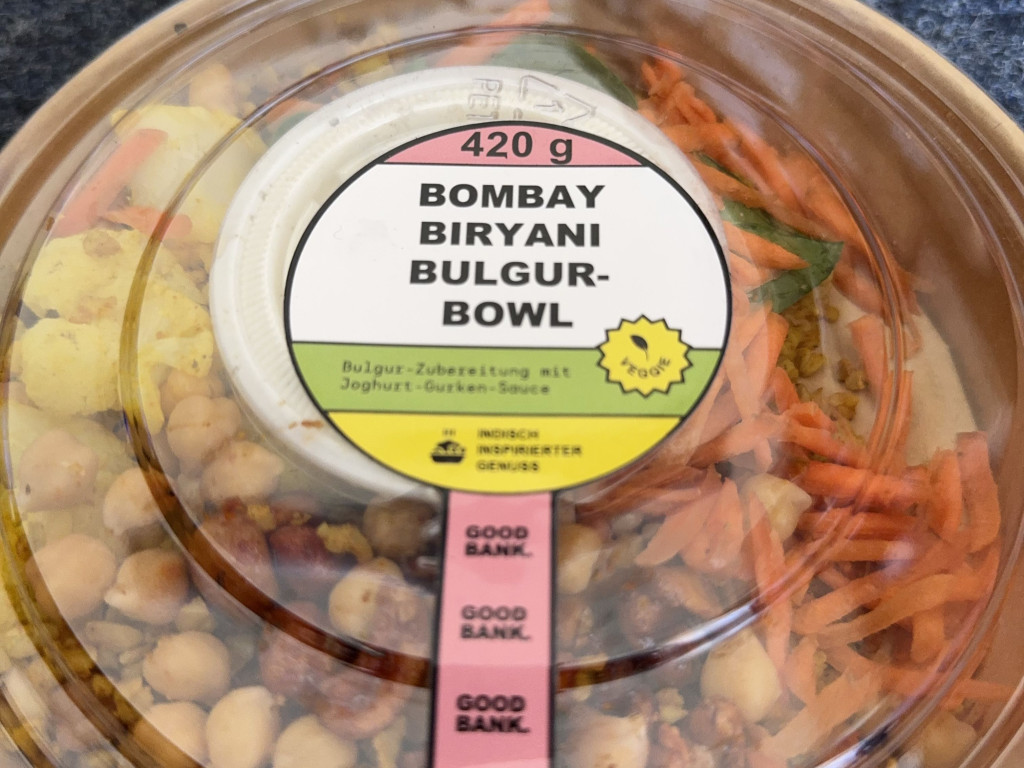 PET
420 g
BOMBAY
BIRYANI
BULGUR-
BOWL
Bulgur-Zubereitung mit
Joghurt-Gurken-Sauce
VEGGIE
INDISCH
INSPIRIERTER
GENUSS
GOOD
BANK.
GOOD
BANK.
GOOD
BANK.